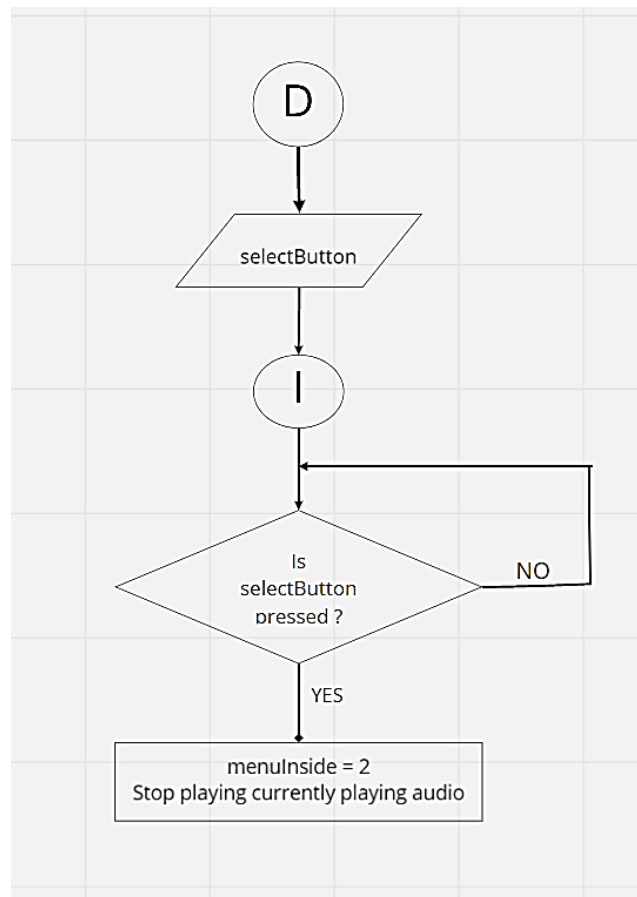 D
selectButton
I
Is
selectButton
pressed ?
NO
YES
menuInside = 2
Stop playing currently playing audio